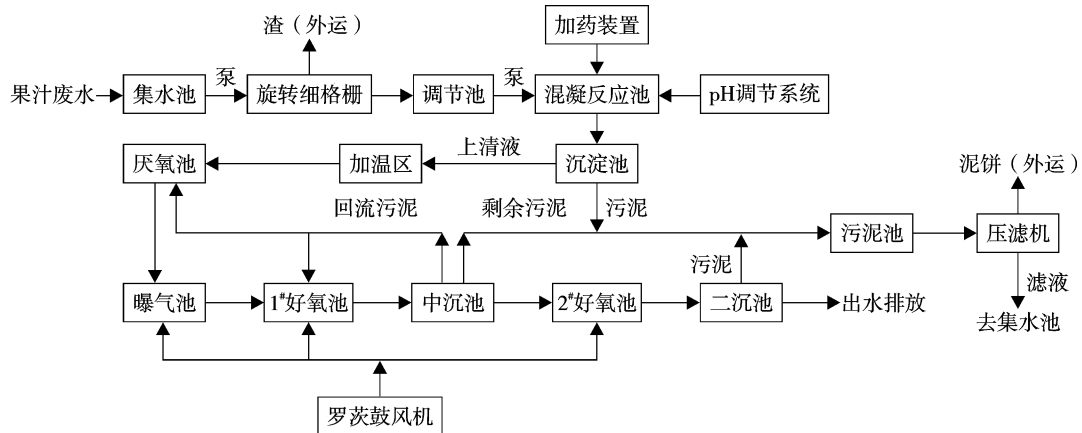 渣（外运）
加药装置
果汁废水
集水池
泵
旋转细格栅
调节池
泵
混凝反应池
pH调节系统
厌氧池
加温区
上清液
沉淀池
泥饼（外运）
回流污泥
剩余污泥
污泥
污泥池
压滤机
污泥
滤液
曝气池
1#好氧池
中沉池
2#好氧池
二沉池
出水排放
去集水池
罗茨鼓风机